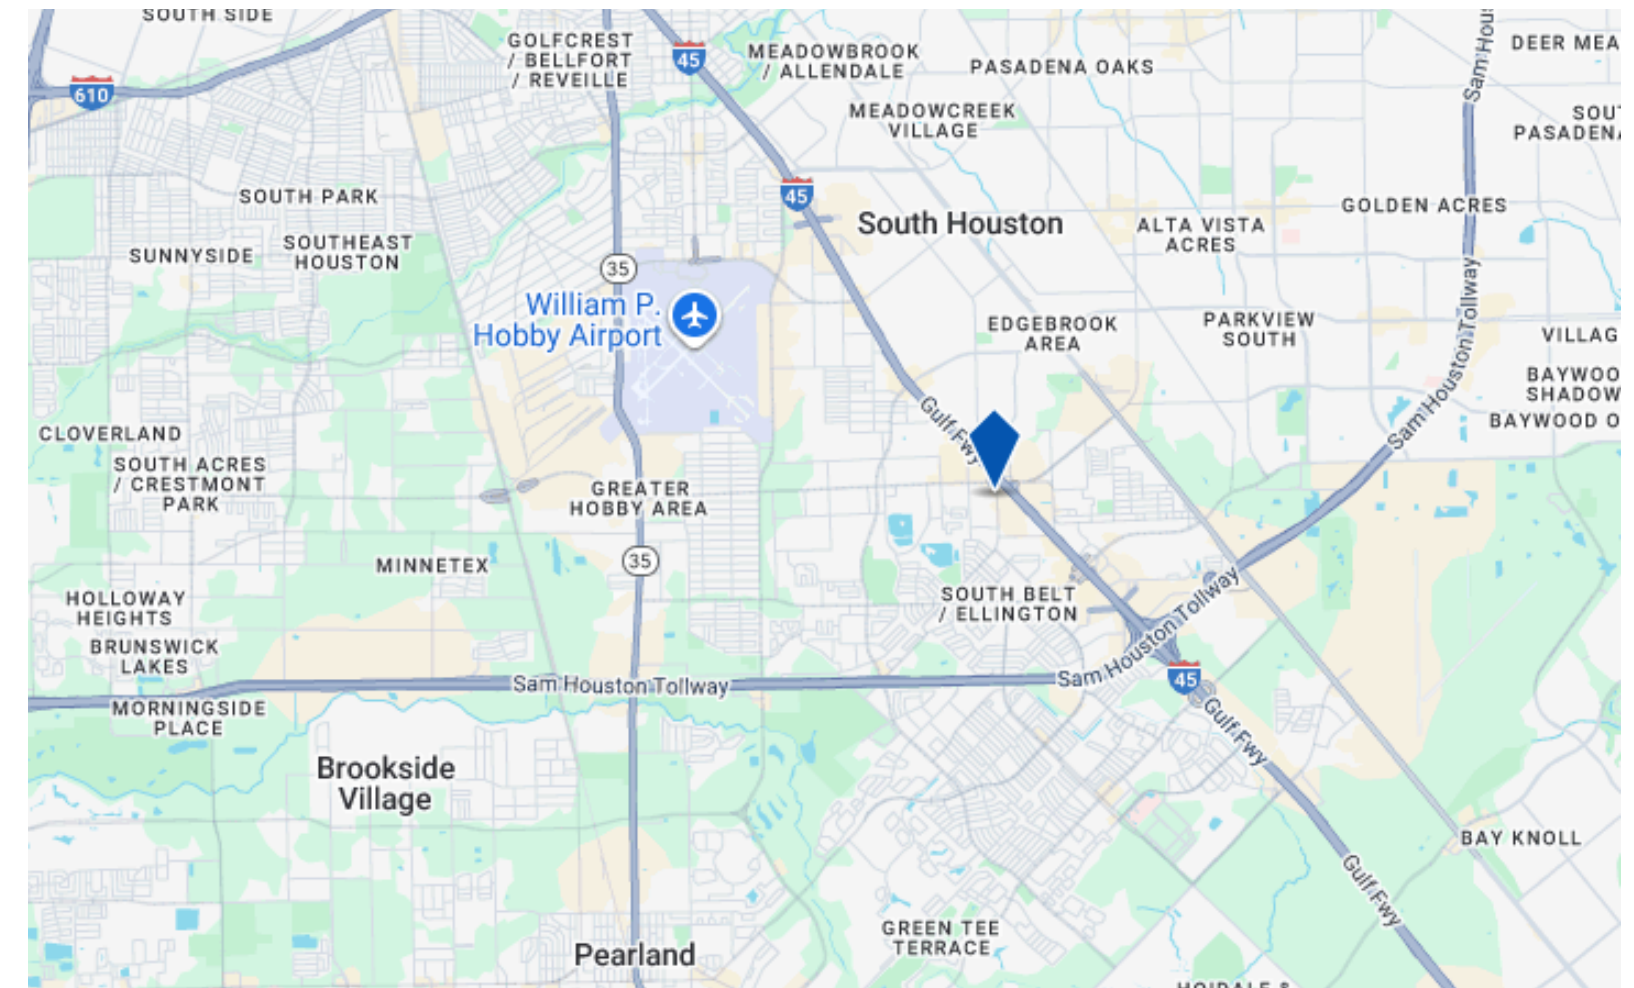 SOUTH SIDE
GOLFCREST
/ BELLFORT
/ REVEILLE
45
MEADOWBROOK
/ ALLENDALE
PASADENA OAKS
DEER MEA
Sam Hous
610
MEADOWCREEK
VILLAGE
SOUT
PASADENA
SOUTH PARK
45
South Houston
GOLDEN ACRES
ALTA VISTA
ACRES
SUNNYSIDE
SOUTHEAST
HOUSTON
35
William P.
Hobby Airport
EDGEBROOK
AREA
PARKVIEW
SOUTH
Sam Houston Tollway
VILLAG
BAYWOO
SHADOW
BAYWOOD O
Gulf Fwy
Sam Houston
CLOVERLAND
SOUTH ACRES
/ CRESTMONT
PARK
GREATER
HOBBY AREA
MINNETEX
35
HOLLOWAY
HEIGHTS
SOUTH BELT
/ ELLINGTON
BRUNSWICK
LAKES
Sam Houston Tollway
Sam Houston Tollway
45
MORNINGSIDE
PLACE
Gulf Fwy
Brookside
Village
BAY KNOLL
Gulf Fwy
GREEN TEE
TERRACE
Pearland